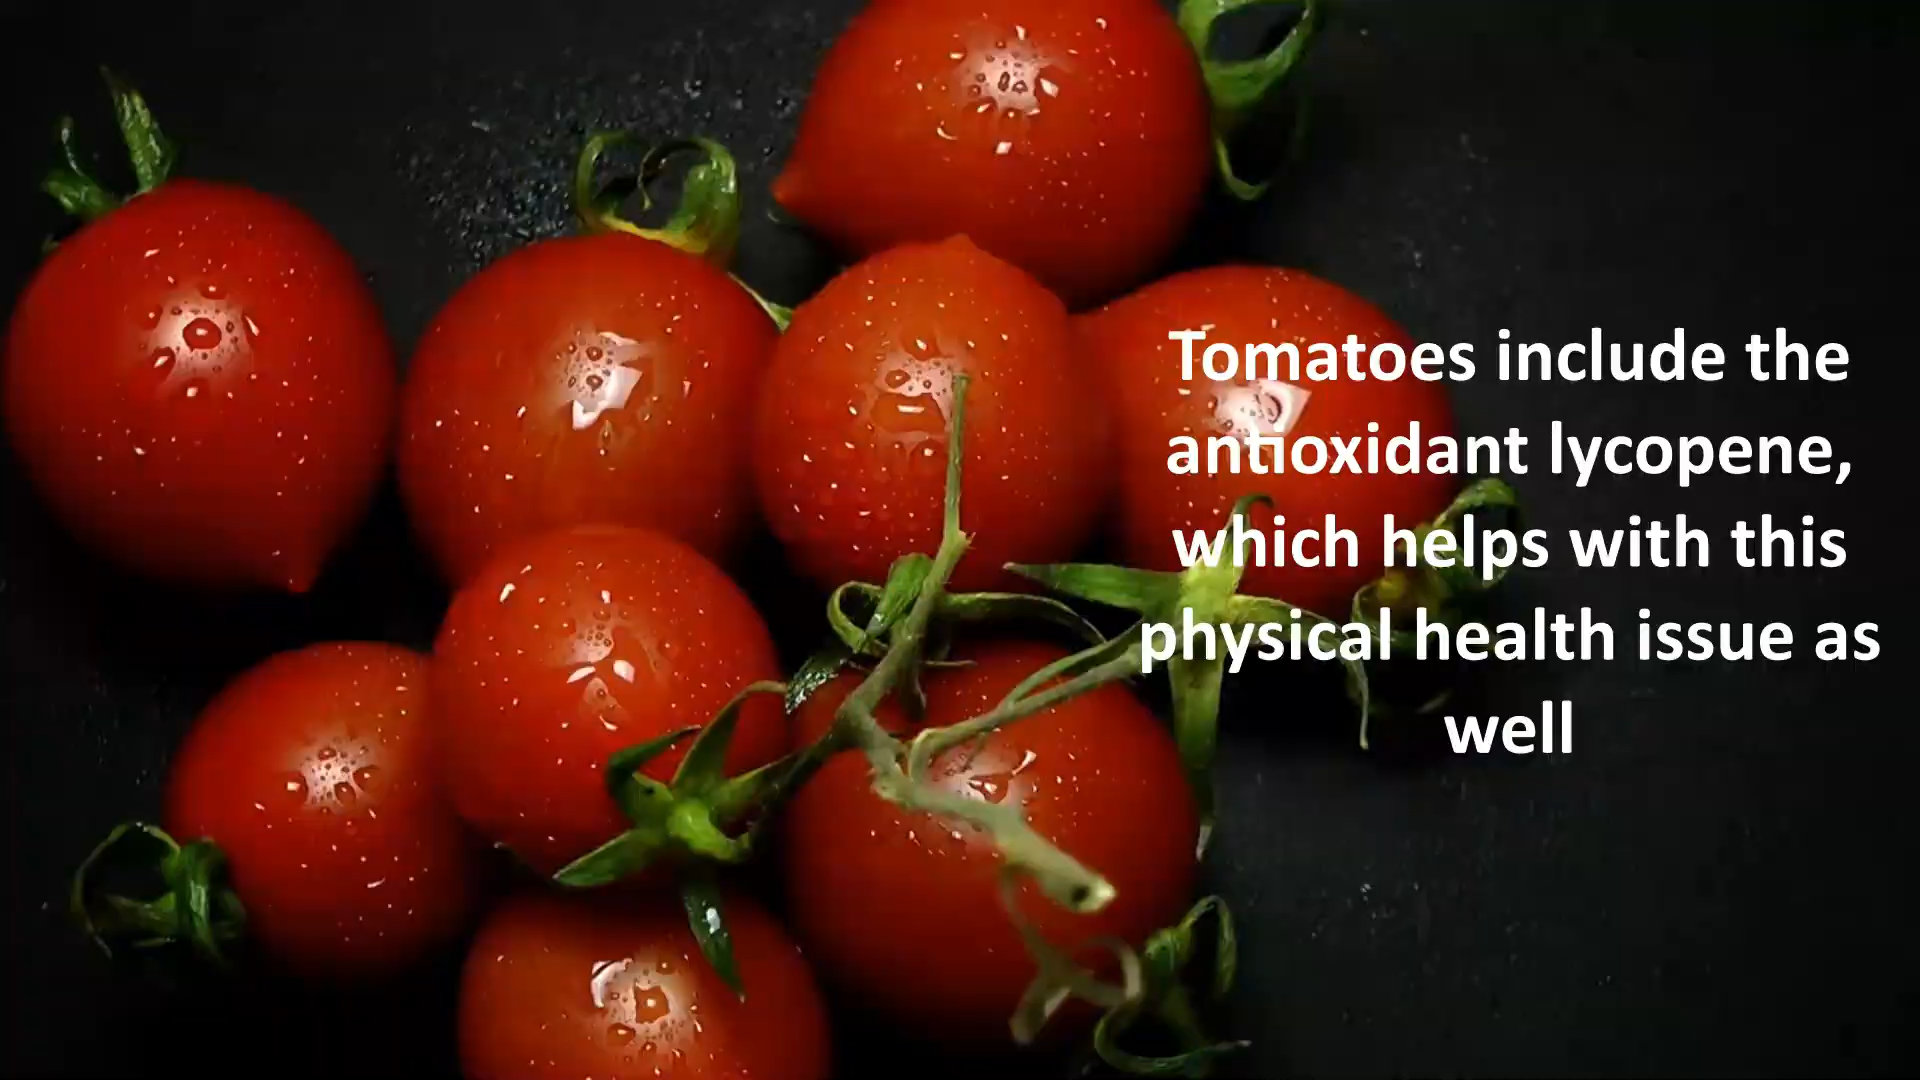 Tomatoes include the
antioxidant lycopene,
which helps with this
physical health issue as
well